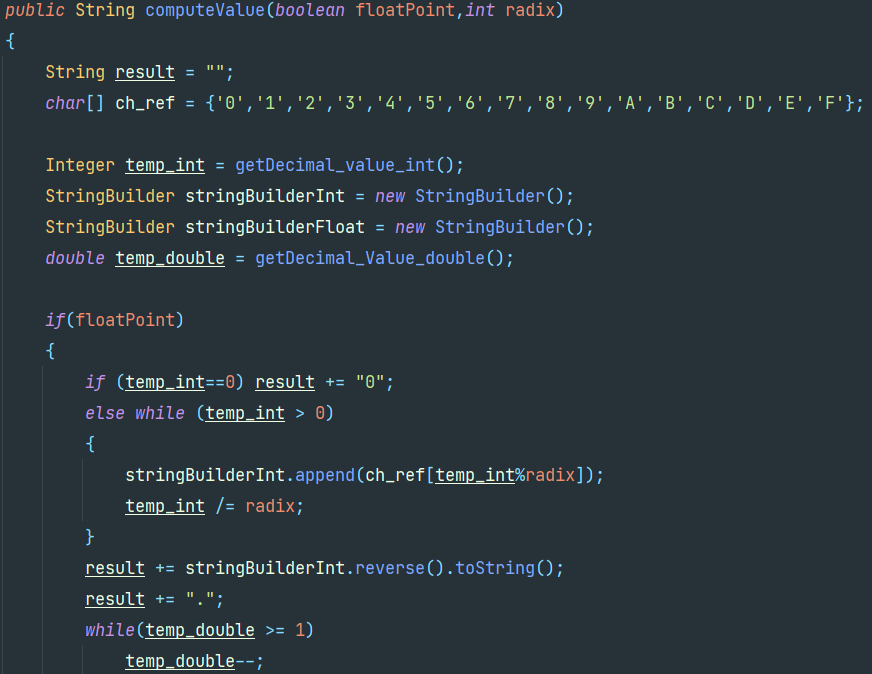 public String computeValue(boolean floatPoint,int radix)
{
String result = "";
char[] ch_ref = {'0','1','2','3','4','5','6','7','8','9','A','B','C','D','E','F'};
Integer temp_int = getDecimal_value_int();
StringBuilder stringBuilderInt = new StringBuilder();
StringBuilder stringBuilderFloat = new StringBuilder();
double temp_double = getDecimal_Value_double();
if(floatPoint)
{
if (temp_int==0) result += "0";
else while (temp_int > 0)
{
stringBuilderInt.append(ch_ref[temp_int%radix]);
temp_int /= radix;
}
result += stringBuilderInt.reverse().toString();
result += ".";
while(temp_double >= 1)
temp_double--;